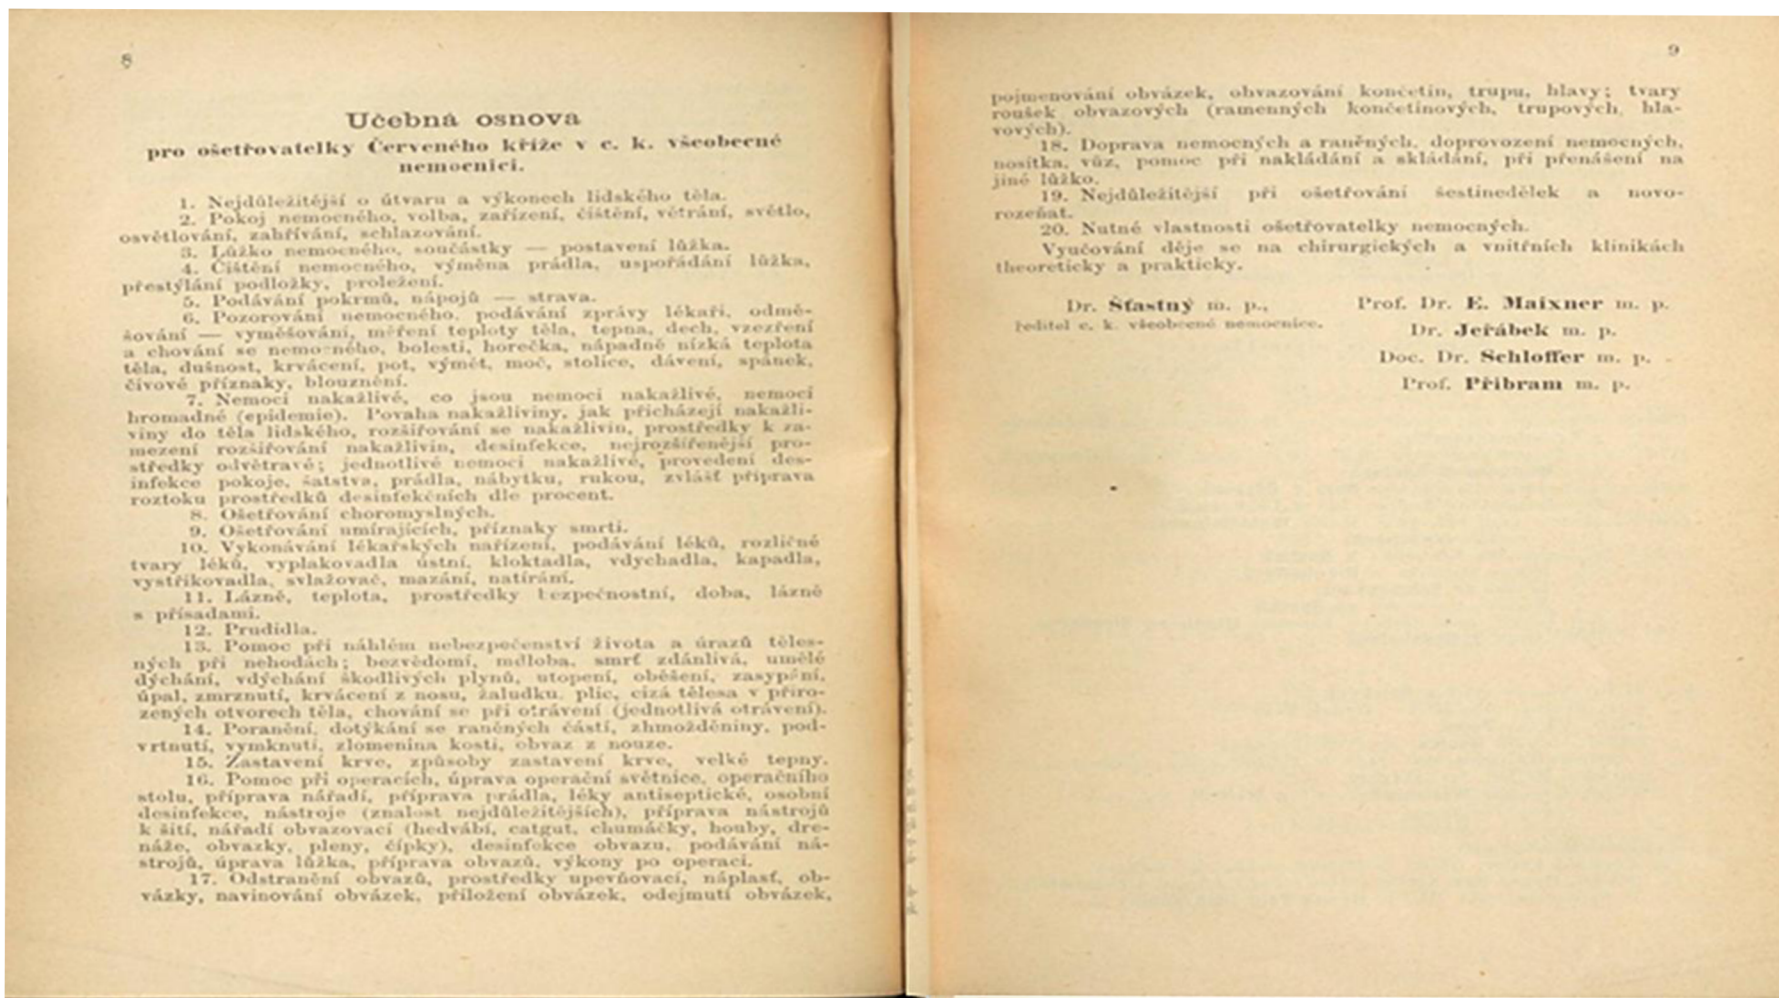 8
Učebná osnova
pro ošetřovatelky Červeného kříže v c. k. všeobecné
nemocnici.
1. Nejdůležitější o útvaru a výkonech lidského těla.
2. Pokoj nemocného, volba, zařízení, čištění, větrání, světlo,
osvětlování, zahřívání, schlazování.
3. Lůžko nemocného, součástky — postavení lůžka.
4. Čištění nemocného, výměna prádla, uspořádání lůžka,
přestýlání podložky, proležení.
5. Podávání pokrmů, nápojů — strava.
6. Pozorování nemocného, podávání zprávy lékaři, odmě-
šování — vyměšování, měření teploty těla, tepna, dech, vzezření
a chování se nemocného, bolesti, horečka, nápadně nízká teplota
těla, dušnost, krvácení, pot, výmět, moč, stolice, dávení, spánek,
čivové příznaky, blouznění.
7. Nemoci nakažlivé, co jsou nemoci nakažlivé, nemoci
hromadné (epidemie). Povaha nakažliviny, jak přicházejí nakažli-
viny do těla lidského, rozšiřování se nakažlivin, prostředky k za-
mezení rozšiřování nakažlivin, desinfekce, nejrozšířenější pro-
středky odvětravé; jednotlivé nemoci nakažlivé, provedení des-
infekce pokoje, šatstva, prádla, nábytku, rukou, zvlášť příprava
roztoku prostředků desinfekčních dle procent.
8. Ošetřování choromyslných.
9. Ošetřování umírajících, příznaky smrti.
10. Vykonávání lékařských nařízení, podávání léků, rozličné
tvary léků, vyplakovadla ústní, kloktadla, vdychadla, kapadla,
vystřikovadla, svlažovač, mazání, natírání.
11. Lázně, teplota, prostředky bezpečnostní, doba, lázně
s přísadami.
12. Prudidla.
13. Pomoc při náhlém nebezpečenství života a úrazů těles-
ných při nehodách; bezvědomí, mdloba, smrť zdánlivá, umělé
dýchání, vdýchání škodlivých plynů, utopení, oběšení, zasypání,
úpal, zmrznutí, krvácení z nosu, žaludku, plic, cizá tělesa v přiro-
zených otvorech těla, chování se při otrávení (jednotlivá otrávení).
14. Poranění, dotýkání se raněných částí, zhmožděniny, pod-
vrtnutí, vymknutí, zlomenina kosti, obvaz z nouze.
15. Zastavení krve, způsoby zastavení krve, velké tepny.
16. Pomoc při operacích, úprava operační světnice, operačního
stolu, příprava nářadí, příprava prádla, léky antiseptické, osobní
desinfekce, nástroje (znalost nejdůležitějších), příprava nástrojů
k šití, nářadí obvazovací (hedvábí, catgut, chumáčky, houby, dre-
náže, obvazky, pleny, čípky), desinfekce obvazu, podávání ná-
strojů, úprava lůžka, příprava obvazů, výkony po operaci.
17. Odstranění obvazů, prostředky upevňovací, náplasť, ob-
vázky, navinování obvázek, přiložení obvázek, odejmutí obvázek,
9
pojmenování obvázek, obvazování končetin, trupu, hlavy; tvary
roušek obvazových (ramenných končetinových, trupových, hla-
vových).
18. Doprava nemocných a raněných, doprovození nemocných,
nosítka, vůz, pomoc při nakládání a skládání, při přenášení na
jiné lůžko.
19. Nejdůležitější při ošetřování šestinedělek a novo-
rozeňat.
20. Nutné vlastnosti ošetřovatelky nemocných.
Vyučování děje se na chirurgických a vnitřních klinikách
theoreticky a prakticky.
Dr. Šťastný m. p.,
ředitel c. k. všeobecné nemocnice.
Prof. Dr. E. Maixner m. p.
Dr. Jeřábek m. p.
Doc. Dr. Schloffer m. p.
Prof. Přibram m. p.